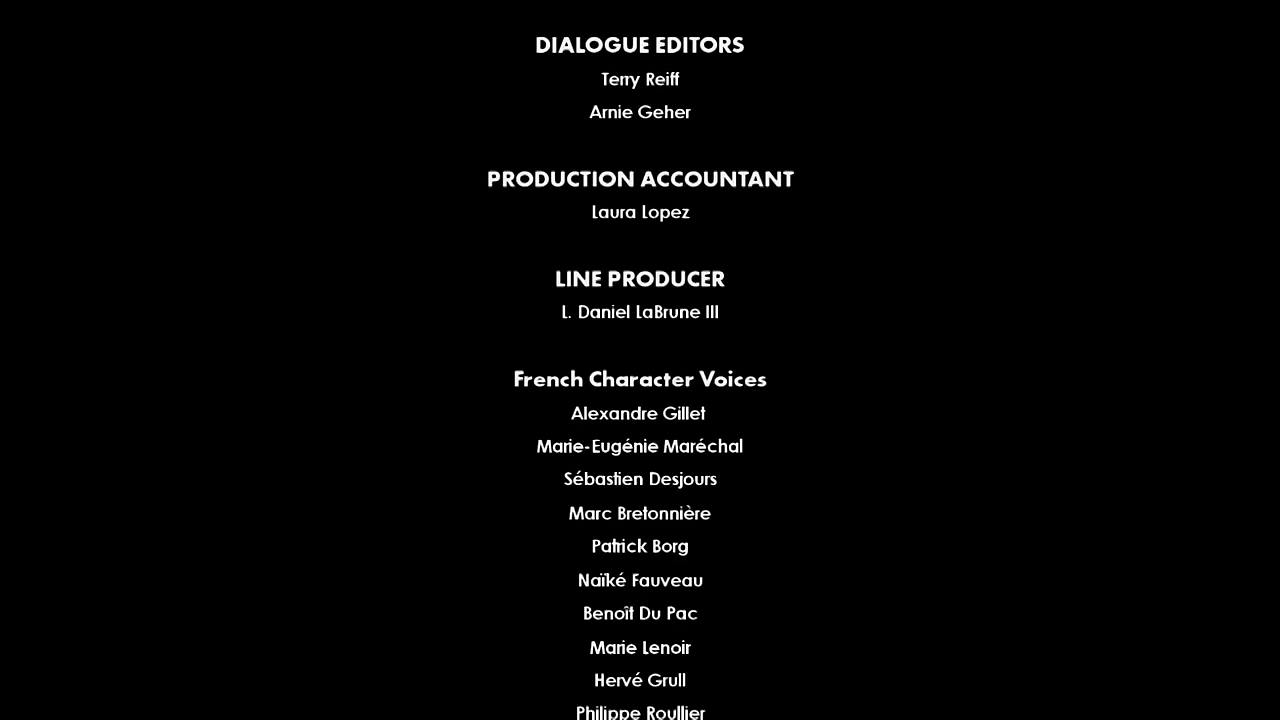 DIALOGUE EDITORS
Terry Reiff
Arnie Geher
PRODUCTION ACCOUNTANT
Laura Lopez
LINE PRODUCER
L. Daniel LaBrune III
French Character Voices
Alexandre Gillet
Marie-Eugénie Maréchal
Sébastien Desjours
Marc Bretonnière
Patrick Borg
Naïké Fauveau
Benoît Du Pac
Marie Lenoir
Hervé Grull
Philippe Roullier